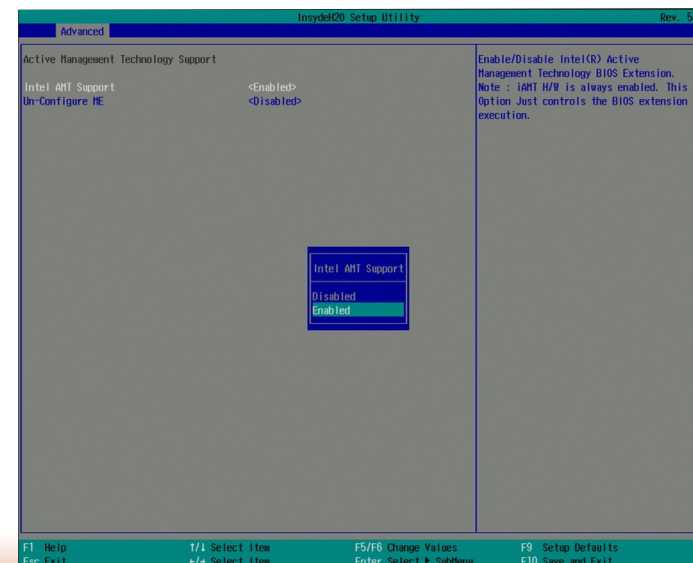 InsydeH20 Setup Utility Rev. 5
Advanced
Active Management Technology Support
Intel AMT Support <Enabled>
Un-Configure ME <Disabled>
Enable/Disable Intel(R) Active
Management Technology BIOS Extension.
Note : iAMT H/W is always enabled. This
Option Just controls the BIOS extension
execution.
Intel AMT Support
Disabled
Enabled
F1 Help ↑/↓ Select Item F5/F6 Change Values F9 Setup Defaults
Esc Exit ←/→ Select Item Enter Select ▶ SubMenu F10 Save and Exit